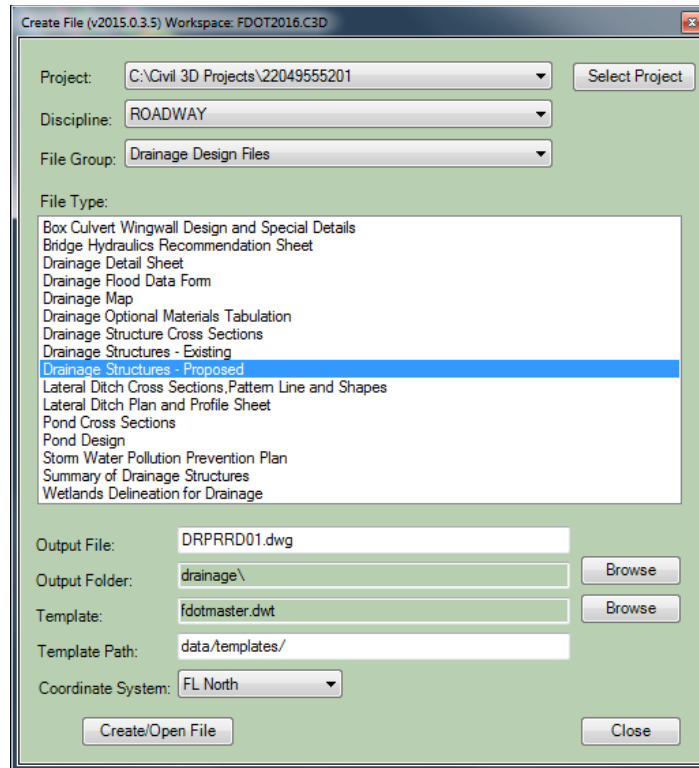 Create File (v2015.0.3.5) Workspace: FDOT2016.C3D
Project: C:\Civil 3D Projects\22049555201 Select Project
Discipline: ROADWAY
File Group: Drainage Design Files
File Type:
Box Culvert Wingwall Design and Special Details
Bridge Hydraulics Recommendation Sheet
Drainage Detail Sheet
Drainage Flood Data Form
Drainage Map
Drainage Optional Materials Tabulation
Drainage Structure Cross Sections
Drainage Structures - Existing
Drainage Structures - Proposed
Lateral Ditch Cross Sections,Pattern Line and Shapes
Lateral Ditch Plan and Profile Sheet
Pond Cross Sections
Pond Design
Storm Water Pollution Prevention Plan
Summary of Drainage Structures
Wetlands Delineation for Drainage
Output File: DRPRRD01.dwg
Output Folder: drainage\ Browse
Template: fdotmaster.dwt Browse
Template Path: data/templates/
Coordinate System: FL North
Create/Open File Close